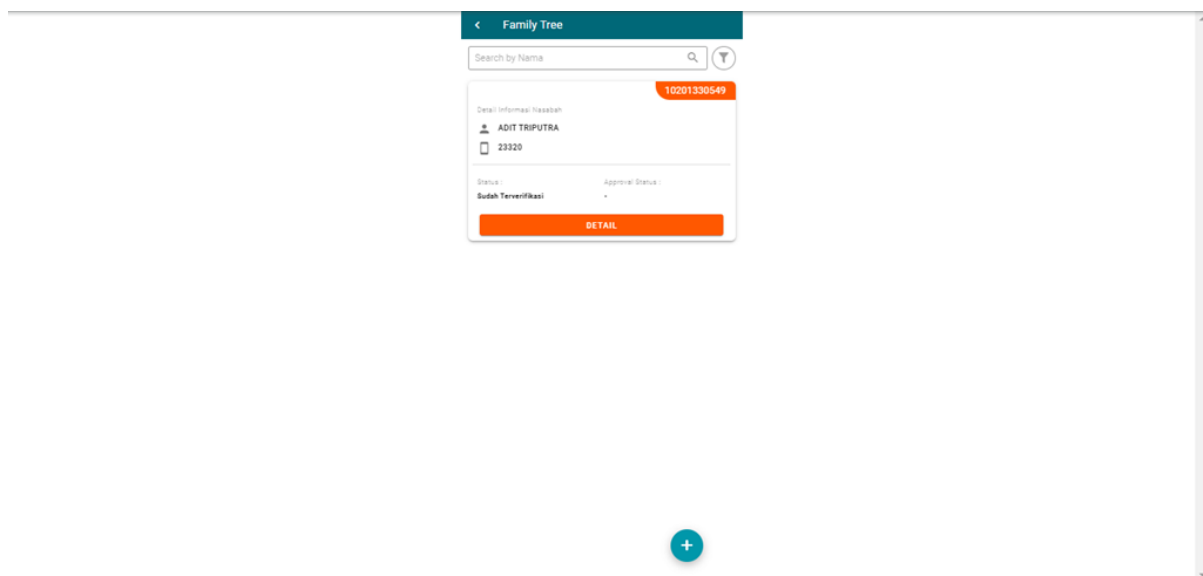 Family Tree
Search by Nama
10201330549
Detail Informasi Nasabah
ADIT TRIPUTRA
23320
Status : Approval Status :
Sudah Terverifikasi -
DETAIL
+